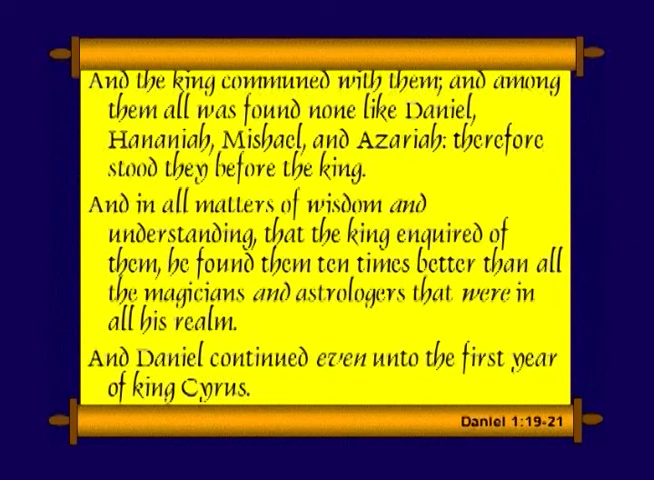 And the king communed with them; and among
them all was found none like Daniel,
Hananiah, Mishael, and Azariah: therefore
stood they before the king.
And in all matters of wisdom and
understanding, that the king enquired of
them, he found them ten times better than all
the magicians and astrologers that were in
all his realm.
And Daniel continued even unto the first year
of king Cyrus.
Daniel 1:19-21